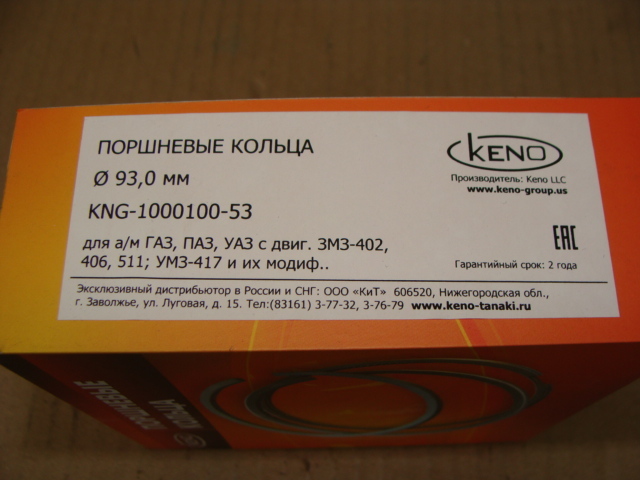 ПОРШНЕВЫЕ КОЛЬЦА
Ø 93,0 мм
KNG-1000100-53
для а/м ГАЗ, ПАЗ, УАЗ с двиг. ЗМЗ-402,
406, 511; УМЗ-417 и их модиф..
KENO
Производитель: Keno LLC
www.keno-group.us
EAC
Гарантийный срок: 2 года
Эксклюзивный дистрибьютор в России и СНГ: ООО «КиТ» 606520, Нижегородская обл.,
г. Заволжье, ул. Луговая, д. 15. Тел:(83161) 3-77-32, 3-76-79 www.keno-tanaki.ru
ПОРШНЕВЫЕ
КОЛЬЦА
KENO